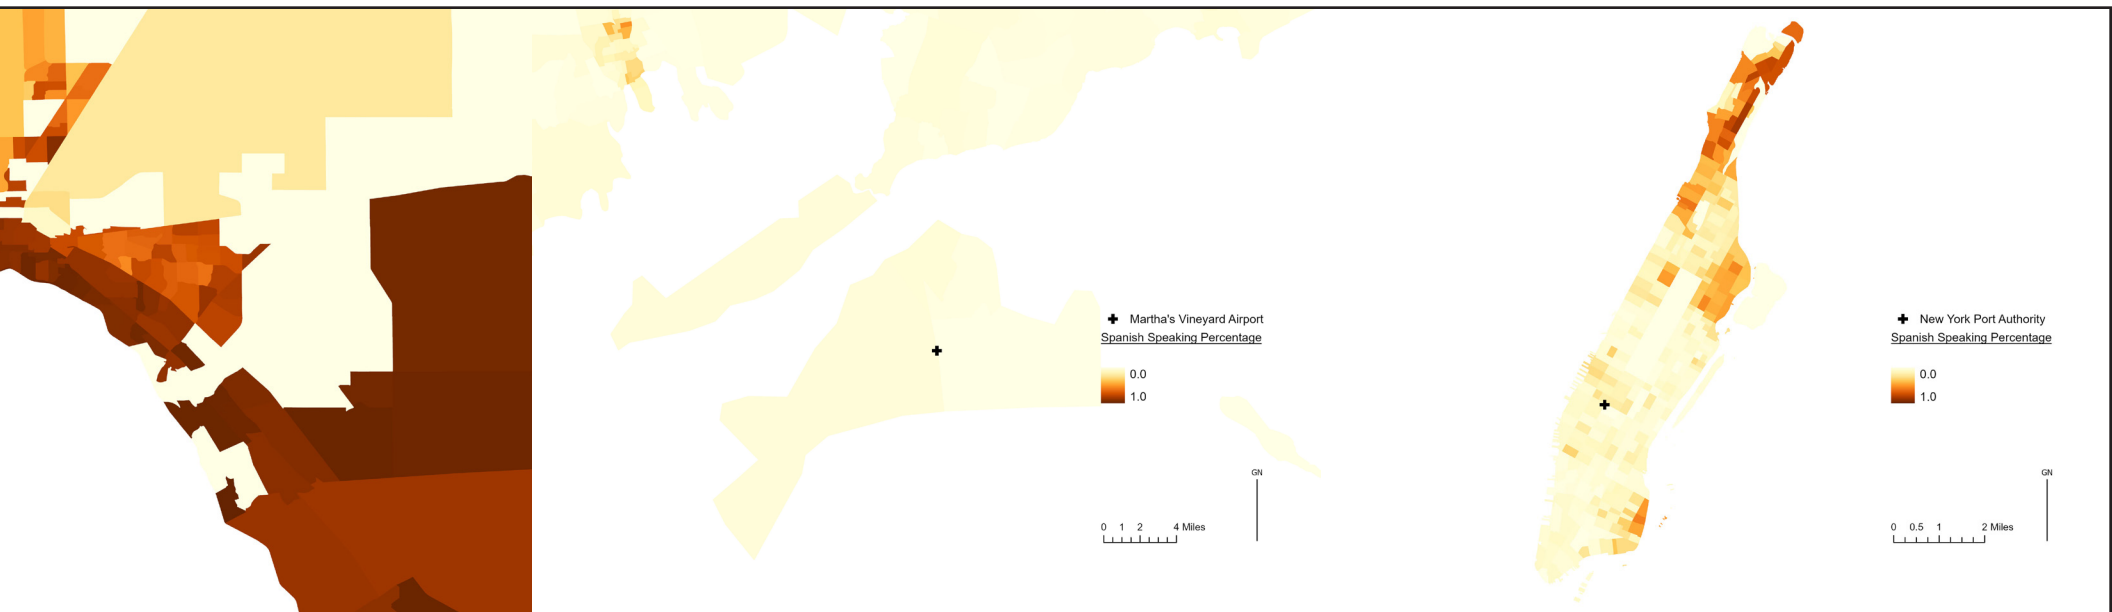 Martha's Vineyard Airport
Spanish Speaking Percentage
0.0
1.0
GN
0 1 2 4 Miles
New York Port Authority
Spanish Speaking Percentage
0.0
1.0
GN
0 0.5 1 2 Miles